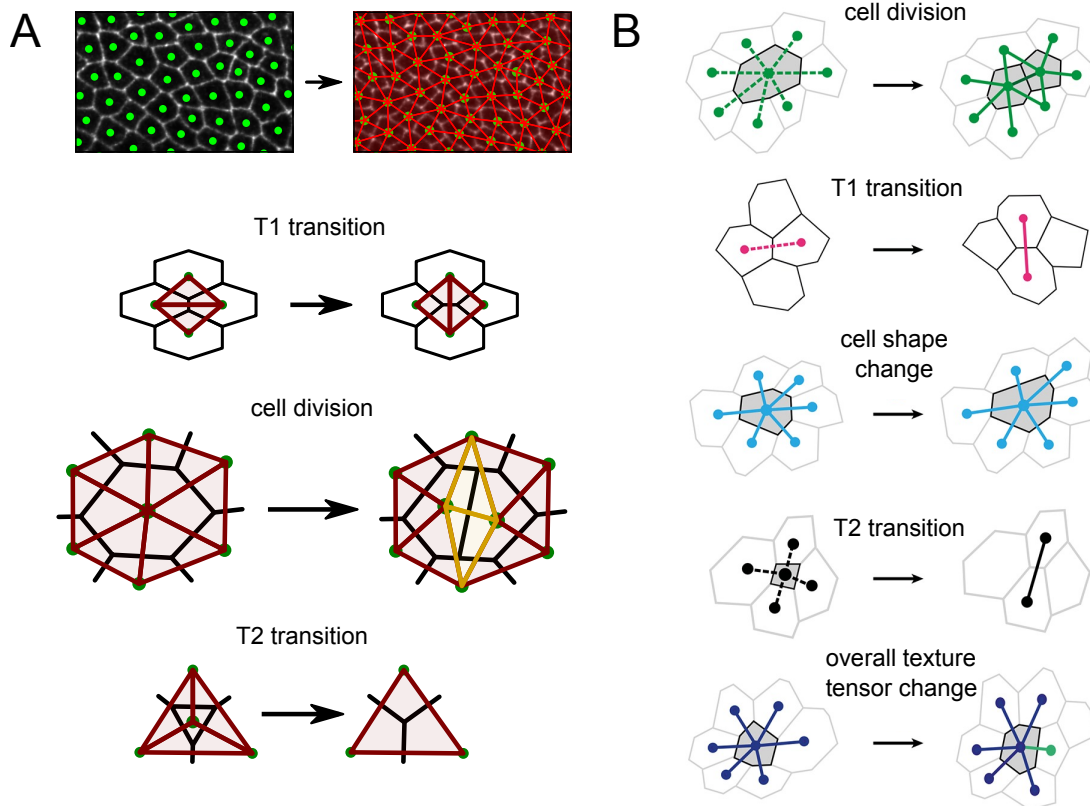 A
T1 transition
cell division
T2 transition
B
cell division
T1 transition
cell shape
change
T2 transition
overall texture
tensor change